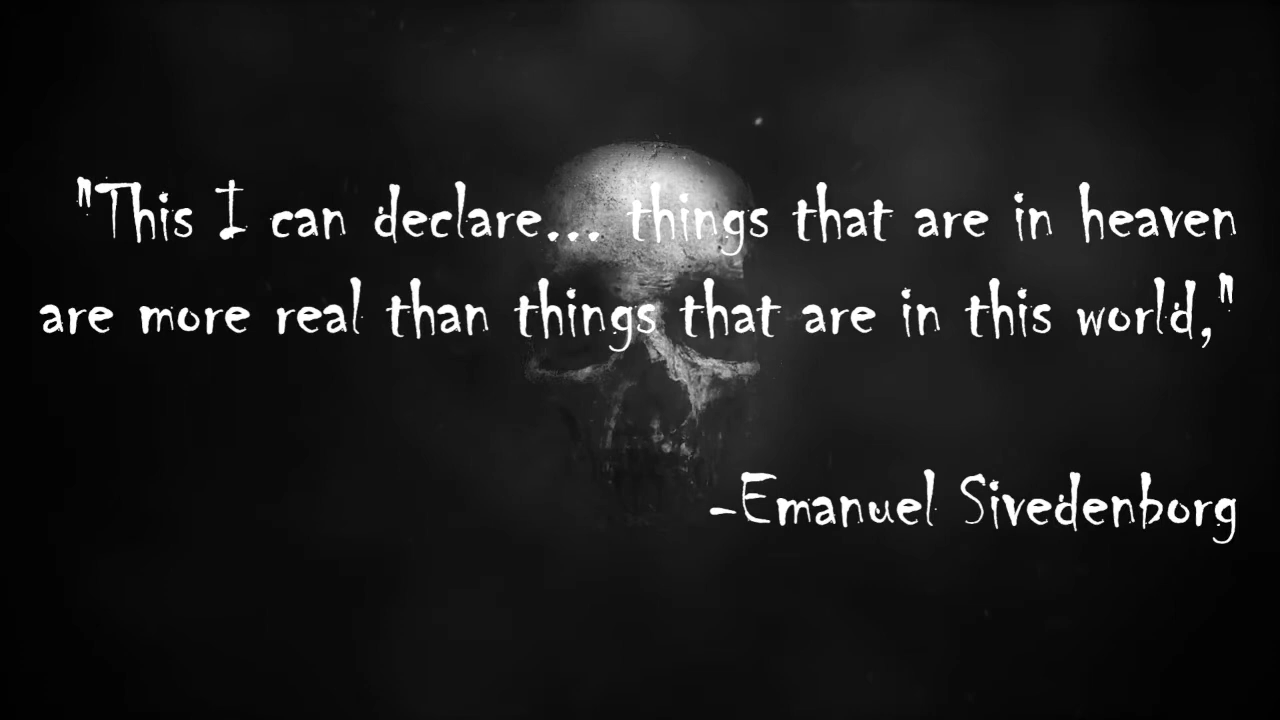 "This I can declare... things that are in heaven
are more real than things that are in this world,"
-Emanuel Sivedenborg